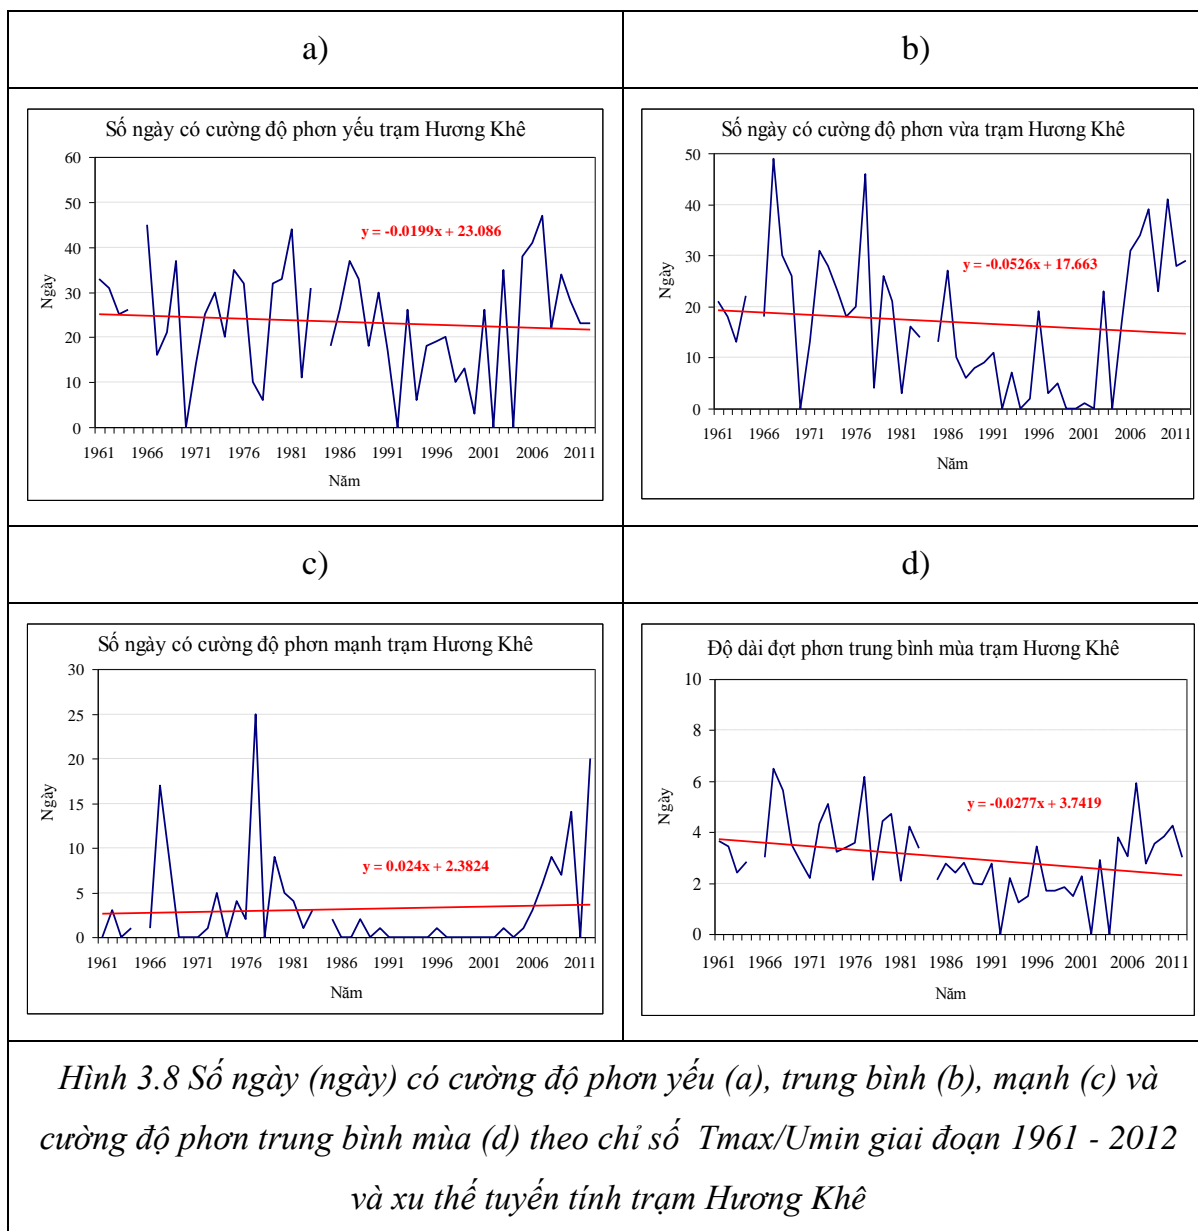 a)
b)
Số ngày có cường độ phơn yếu trạm Hương Khê
60
50
40
30
20
10
0
Ngày
y = -0.0199x + 23.086
1961 1966 1971 1976 1981 1986 1991 1996 2001 2006 2011
Năm
Số ngày có cường độ phơn vừa trạm Hương Khê
50
40
30
20
10
0
Ngày
y = -0.0526x + 17.663
1961 1966 1971 1976 1981 1986 1991 1996 2001 2006 2011
Năm
c)
d)
Số ngày có cường độ phơn mạnh trạm Hương Khê
30
25
20
15
10
5
0
Ngày
y = 0.024x + 2.3824
1961 1966 1971 1976 1981 1986 1991 1996 2001 2006 2011
Năm
Độ dài đợt phơn trung bình mùa trạm Hương Khê
10
8
6
4
2
0
Ngày
y = -0.0277x + 3.7419
1961 1966 1971 1976 1981 1986 1991 1996 2001 2006 2011
Năm
Hình 3.8 Số ngày (ngày) có cường độ phơn yếu (a), trung bình (b), mạnh (c) và
cường độ phơn trung bình mùa (d) theo chỉ số Tmax/Umin giai đoạn 1961 - 2012
và xu thế tuyến tính trạm Hương Khê